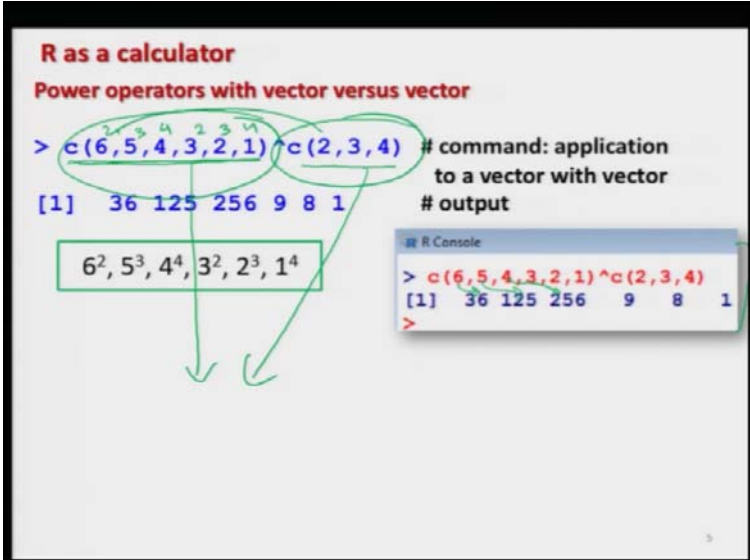 R as a calculator
Power operators with vector versus vector
2 3 4 2 3 4
> c(6,5,4,3,2,1)^c(2,3,4) # command: application
to a vector with vector
[1] 36 125 256 9 8 1 # output
6², 5³, 4⁴, 3², 2³, 1⁴
R Console
> c(6,5,4,3,2,1)^c(2,3,4)
[1] 36 125 256 9 8 1
>
5